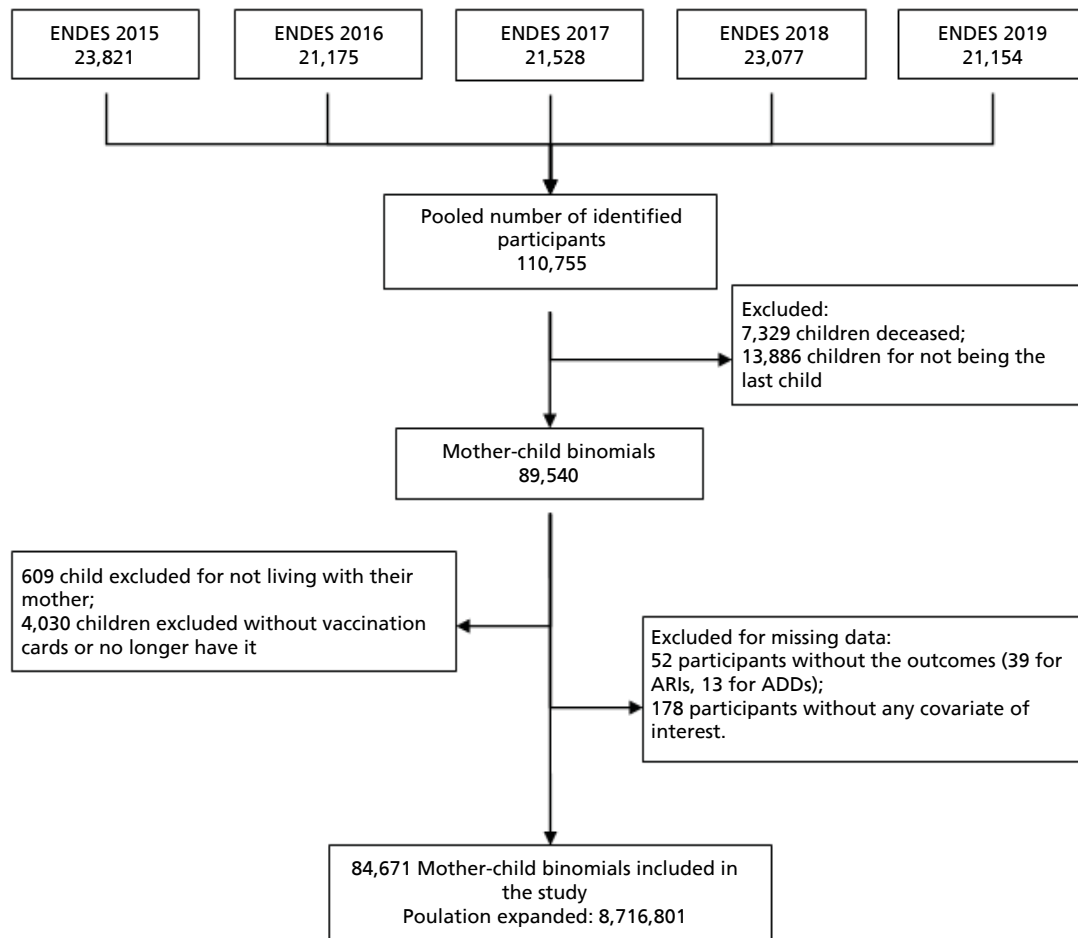 ENDES 2015
23,821
ENDES 2016
21,175
ENDES 2017
21,528
ENDES 2018
23,077
ENDES 2019
21,154
Pooled number of identified
participants
110,755
Excluded:
7,329 children deceased;
13,886 children for not being the
last child
Mother-child binomials
89,540
609 child excluded for not living with their
mother;
4,030 children excluded without vaccination
cards or no longer have it
Excluded for missing data:
52 participants without the outcomes (39 for
ARIs, 13 for ADDs);
178 participants without any covariate of
interest.
84,671 Mother-child binomials included in
the study
Poulation expanded: 8,716,801